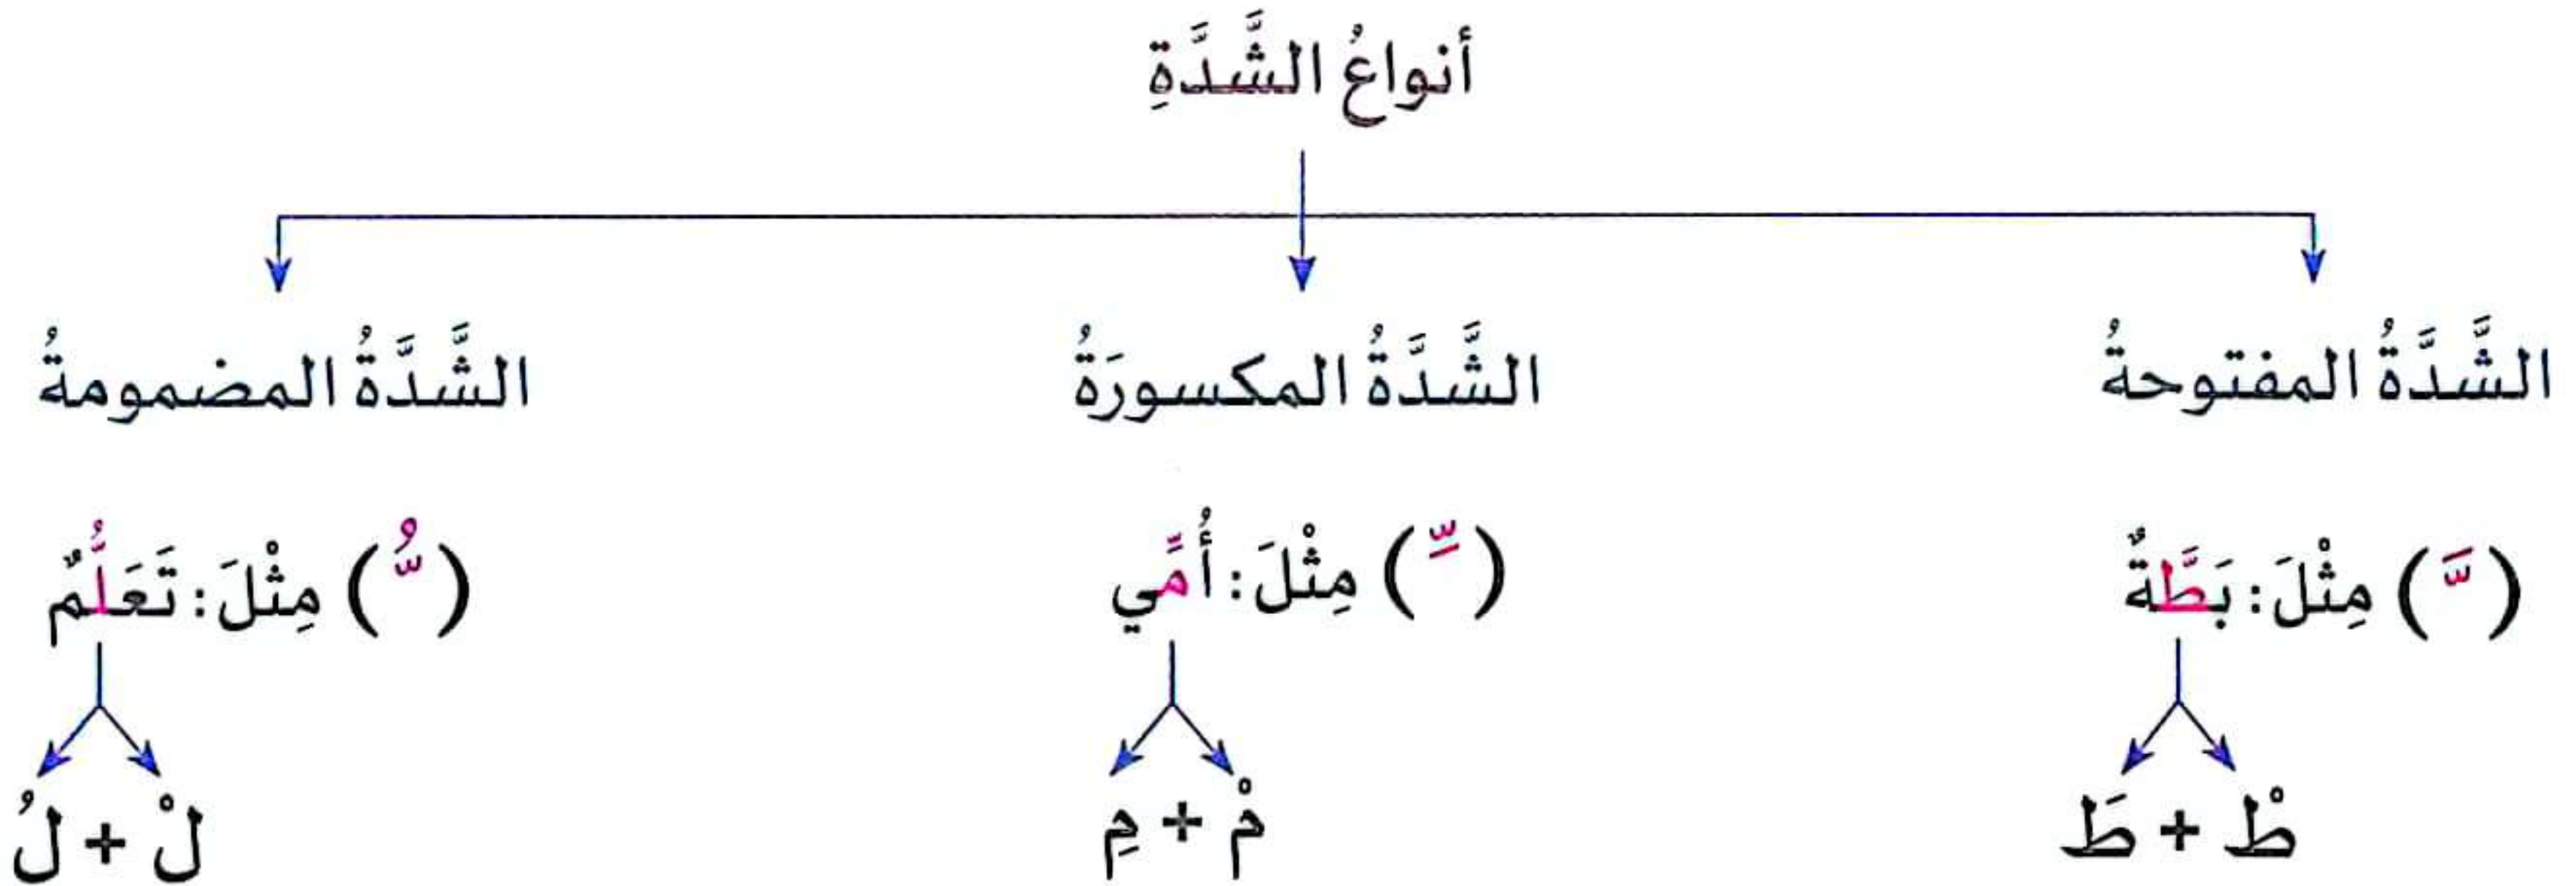 أنواعُ الشَّدَّةِ
الشَّدَّةُ المفتوحةُ
الشَّدَّةُ المكسورَةُ
الشَّدَّةُ المضمومةُ
( ـَّ ) مِثْلَ: بَطَّةٌ
( ـِّ ) مِثْلَ: أُمِّي
( ـُّ ) مِثْلَ: تَعَلُّمٌ
طْ + طَ
مْ + مِ
لْ + لُ